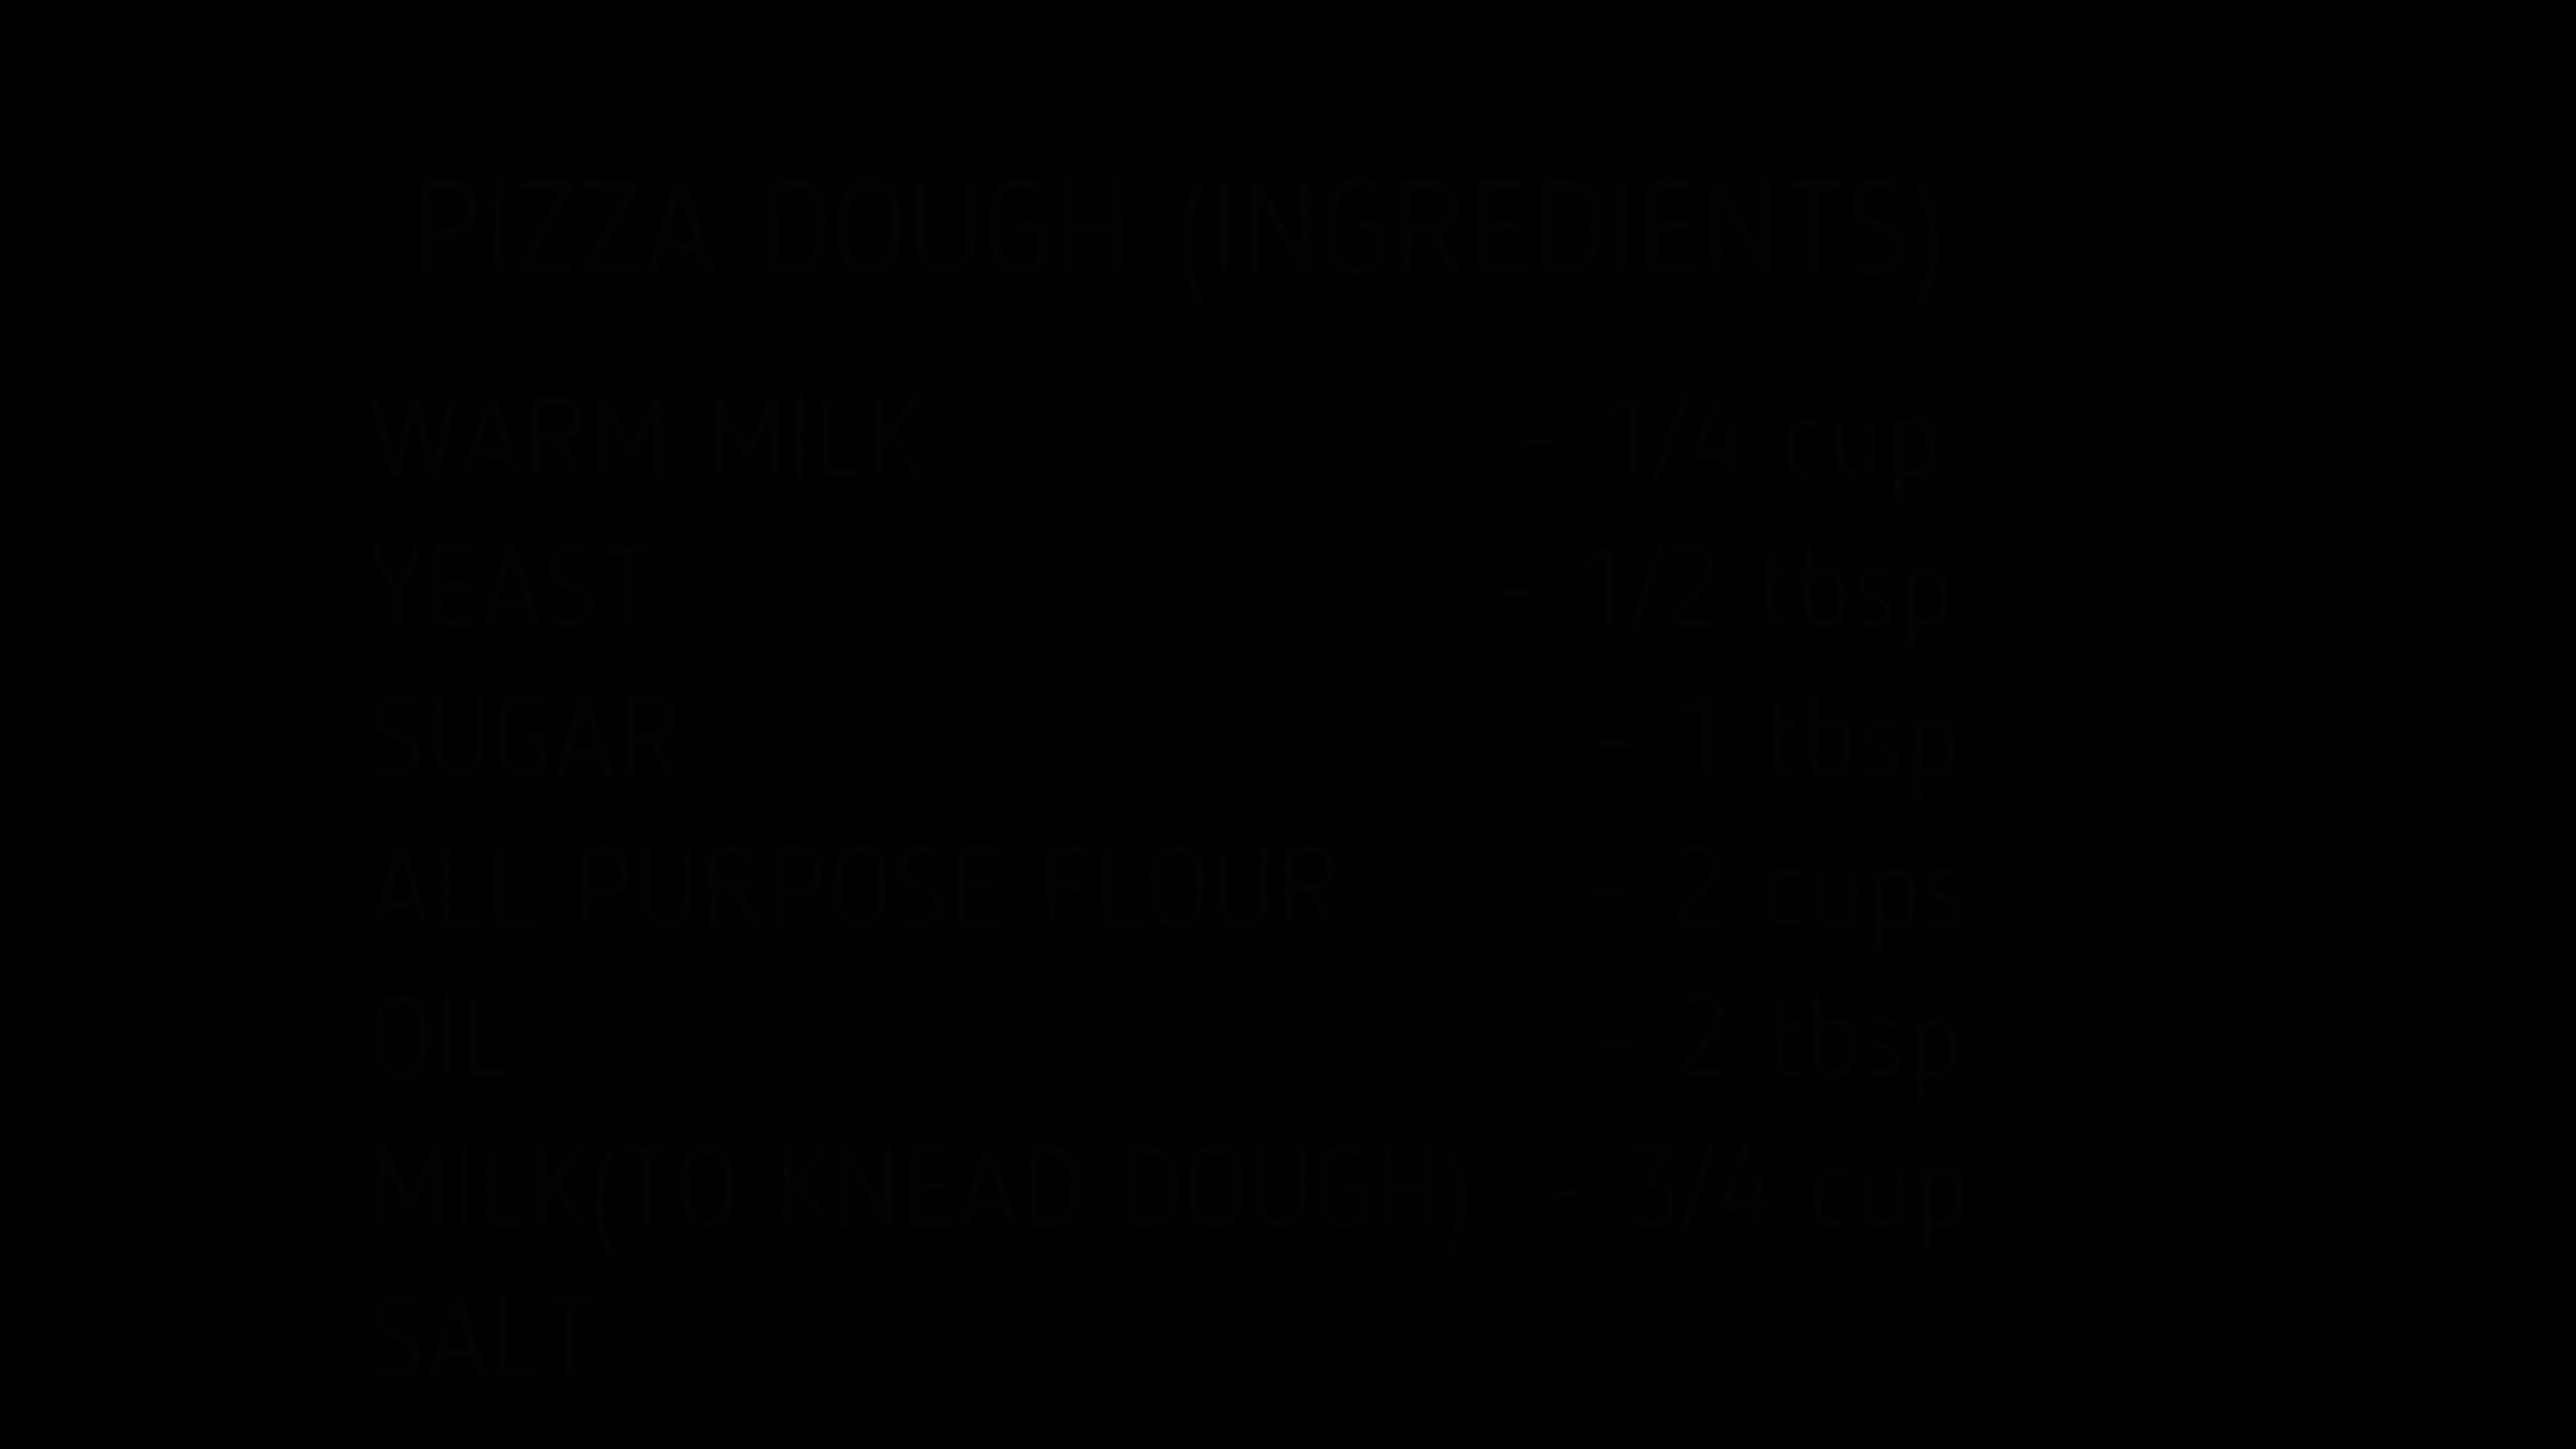 PIZZA DOUGH (INGREDIENTS)
WARM MILK - 1/4 cup
YEAST - 1/2 tbsp
SUGAR - 1 tbsp
ALL PURPOSE FLOUR - 2 cups
OIL - 2 tbsp
MILK(TO KNEAD DOUGH) - 3/4 cup
SALT